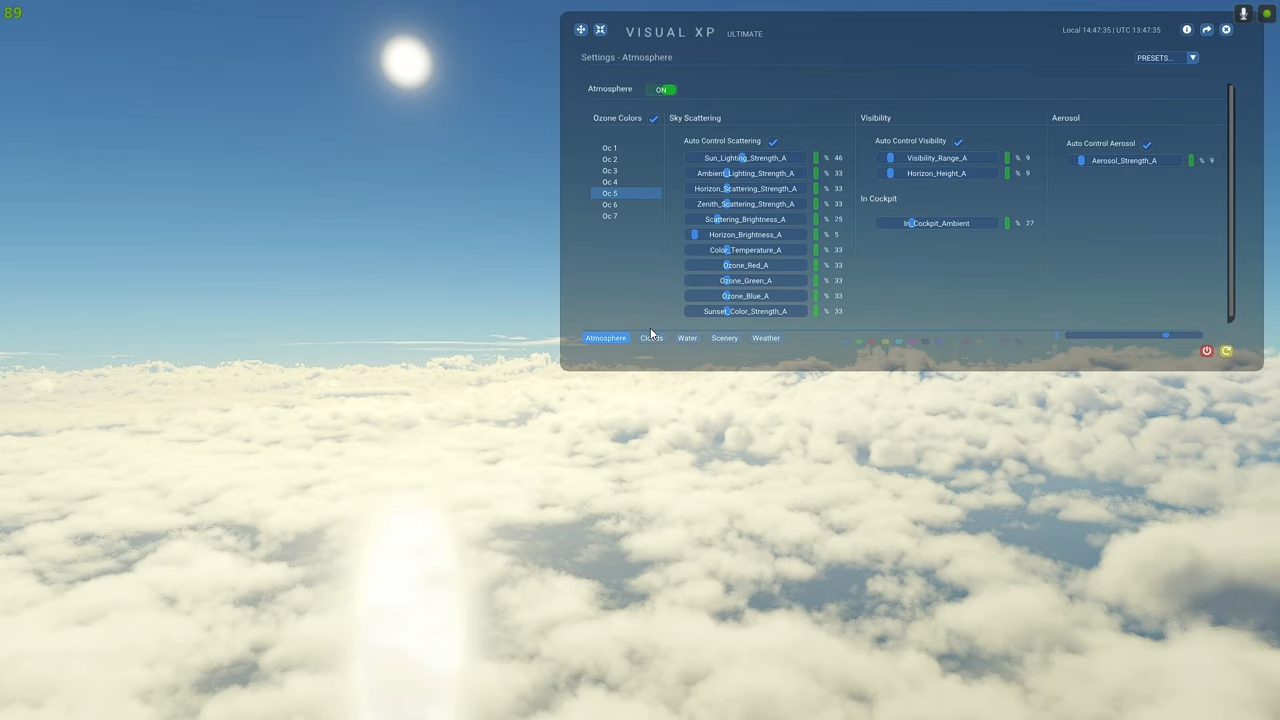 89
VISUAL XP ULTIMATE
Local 14:47:35 | UTC 13:47:35
Settings - Atmosphere
PRESETS...
Atmosphere ON
Ozone Colors
Oc 1
Oc 2
Oc 3
Oc 4
Oc 5
Oc 6
Oc 7
Sky Scattering
Auto Control Scattering
Sun_Lighting_Strength_A % 46
Ambient_Lighting_Strength_A % 33
Horizon_Scattering_Strength_A % 33
Zenith_Scattering_Strength_A % 33
Scattering_Brightness_A % 25
Horizon_Brightness_A % 5
Color_Temperature_A % 33
Ozone_Red_A % 33
Ozone_Green_A % 33
Ozone_Blue_A % 33
Sunset_Color_Strength_A % 33
Visibility
Auto Control Visibility
Visibility_Range_A % 9
Horizon_Height_A % 9
In Cockpit
In_Cockpit_Ambient % 27
Aerosol
Auto Control Aerosol
Aerosol_Strength_A % 9
Atmosphere
Clouds
Water
Scenery
Weather